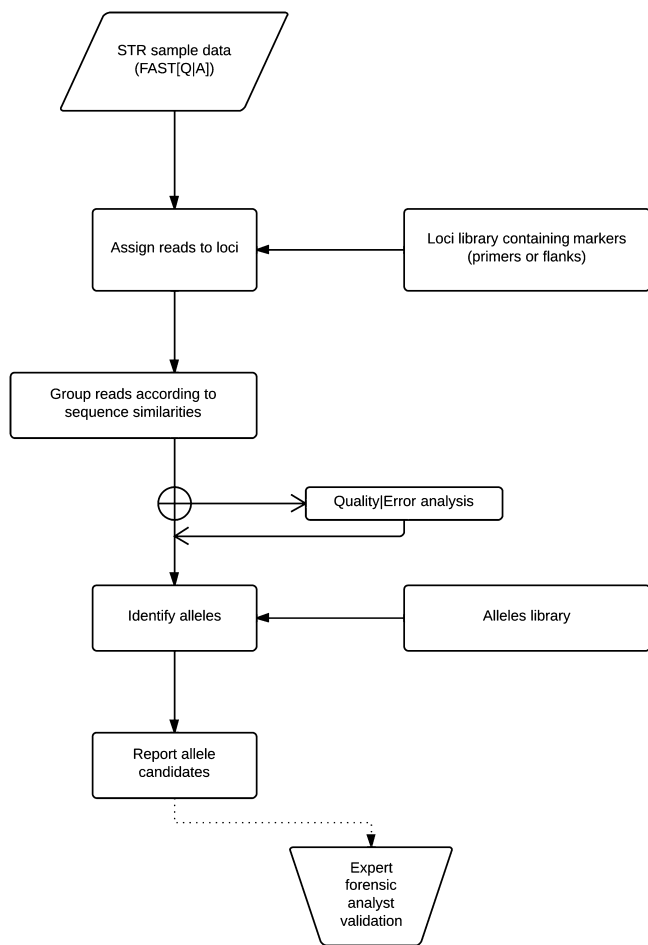 STR sample data
(FAST[Q|A])
Assign reads to loci
Loci library containing markers
(primers or flanks)
Group reads according to
sequence similarities
Quality|Error analysis
Identify alleles
Alleles library
Report allele
candidates
Expert
forensic
analyst
validation